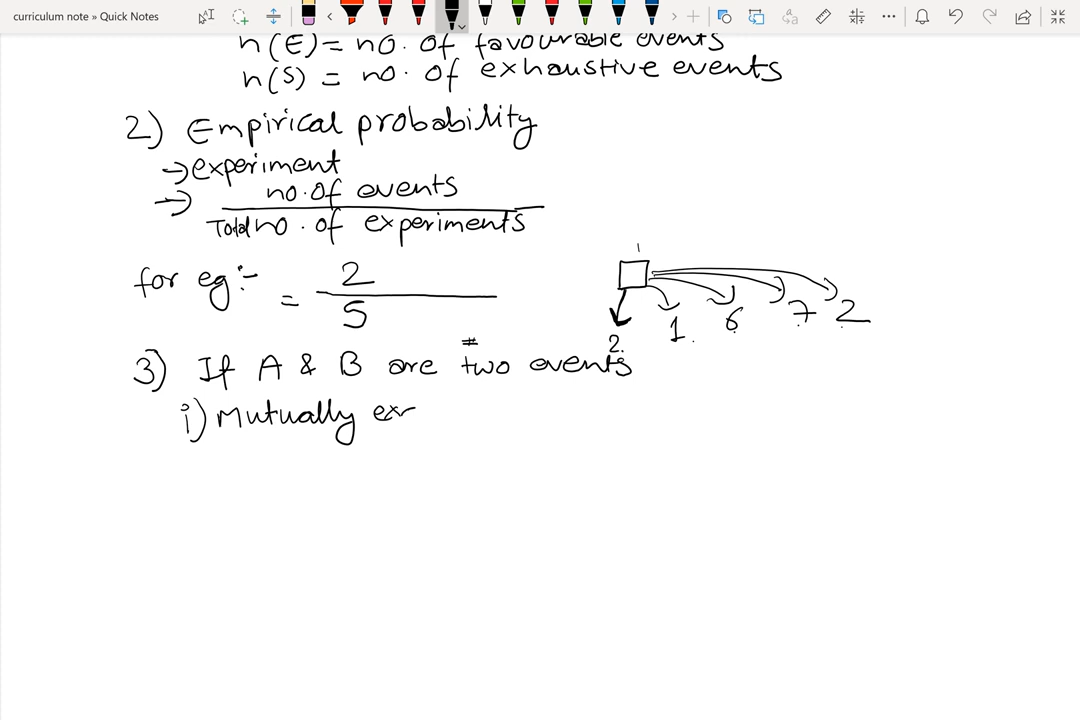 curriculum note » Quick Notes
n(E) = no. of favourable events
n(S) = no. of exhaustive events
2) Empirical probability
→ experiment
→ no. of events
Total no. of experiments
for eg :- = 2
5
1 6 7 2
2.
3) If A & B are two events
i) Mutually exc